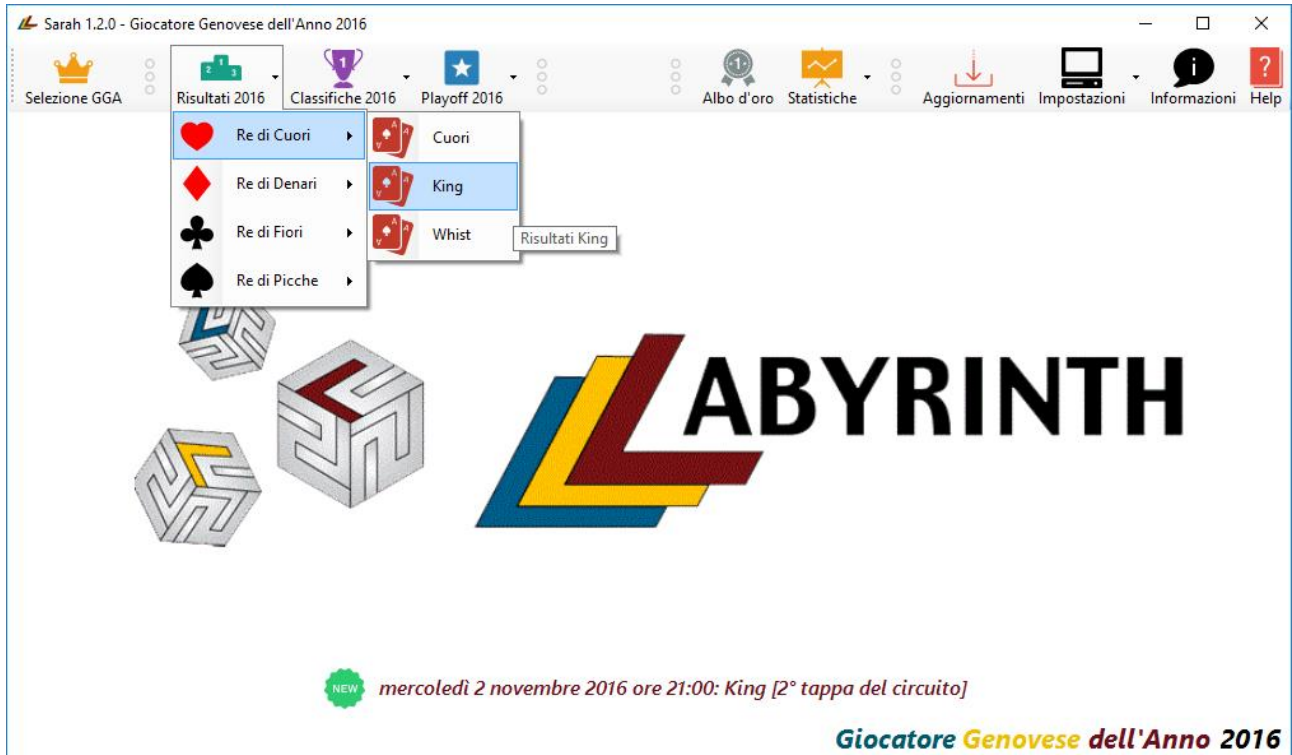 Sarah 1.2.0 - Giocatore Genovese dell'Anno 2016
Selezione GGA
Risultati 2016
Classifiche 2016
Playoff 2016
Albo d'oro
Statistiche
Aggiornamenti
Impostazioni
Informazioni
Help
Re di Cuori
Re di Denari
Re di Fiori
Re di Picche
Cuori
King
Whist
Risultati King
LABYRINTH
NEW
mercoledì 2 novembre 2016 ore 21:00: King [2° tappa del circuito]
Giocatore Genovese dell'Anno 2016